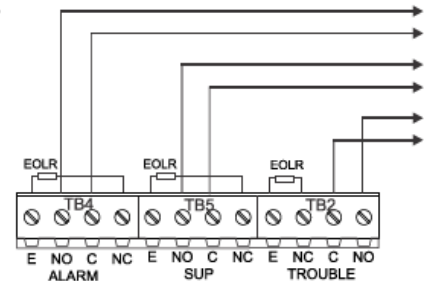 EOLR EOLR EOLR
TB4 TB5 TB2
E NO C NC E NO C NC E NC C NO
ALARM SUP TROUBLE